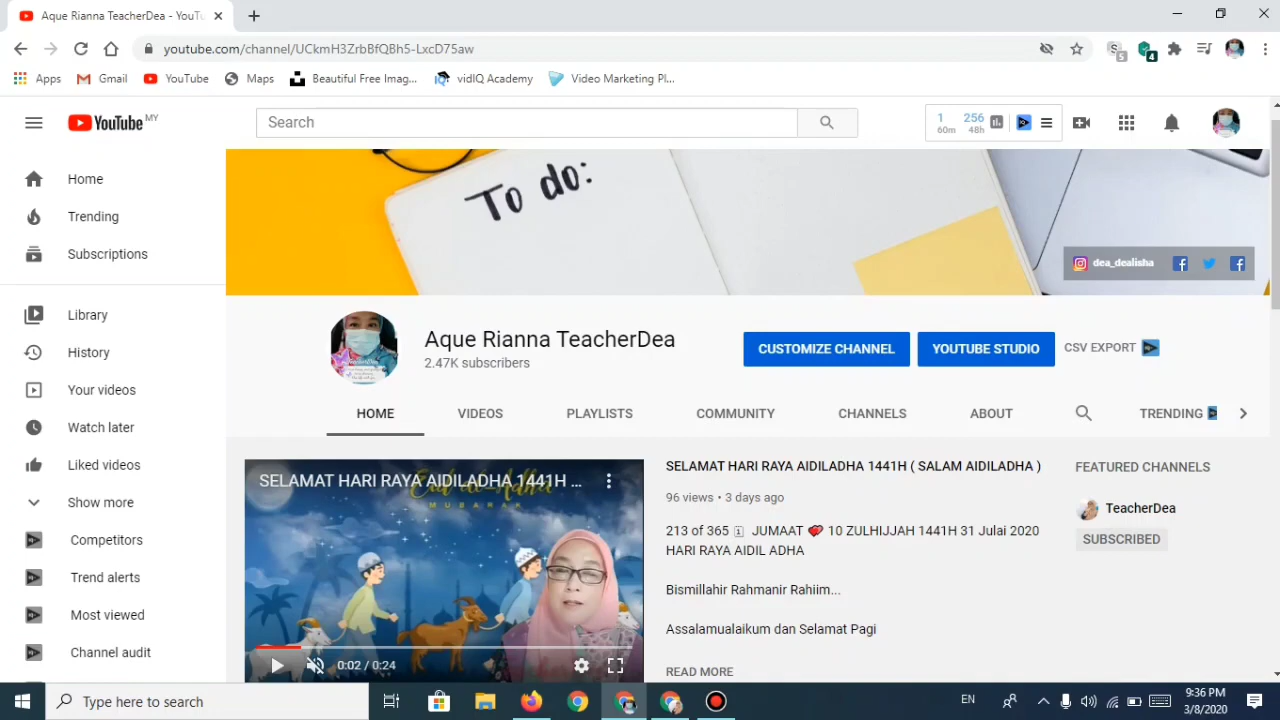 Aque Rianna TeacherDea - YouTu
youtube.com/channel/UCkmH3ZrbBfQBh5-LxcD75aw
5
4
Apps
Gmail
YouTube
Maps
Beautiful Free Imag...
vidIQ Academy
Video Marketing Pl...
YouTube MY
Search
1
60m
256
48h
To do:
dea_dealisha
Home
Trending
Subscriptions
Library
History
Your videos
Watch later
Liked videos
Show more
Competitors
Trend alerts
Most viewed
Channel audit
Aque Rianna TeacherDea
2.47K subscribers
CUSTOMIZE CHANNEL
YOUTUBE STUDIO
CSV EXPORT
HOME
VIDEOS
PLAYLISTS
COMMUNITY
CHANNELS
ABOUT
TRENDING
SELAMAT HARI RAYA AIDILADHA 1441H ...
Eid al-Adha
MUBARAK
0:02 / 0:24
SELAMAT HARI RAYA AIDILADHA 1441H ( SALAM AIDILADHA )
96 views • 3 days ago
213 of 365 🗓 JUMAAT 💝 10 ZULHIJJAH 1441H 31 Julai 2020
HARI RAYA AIDIL ADHA
Bismillahir Rahmanir Rahiim...
Assalamualaikum dan Selamat Pagi
READ MORE
FEATURED CHANNELS
TeacherDea
SUBSCRIBED
Type here to search
EN
9:36 PM
3/8/2020